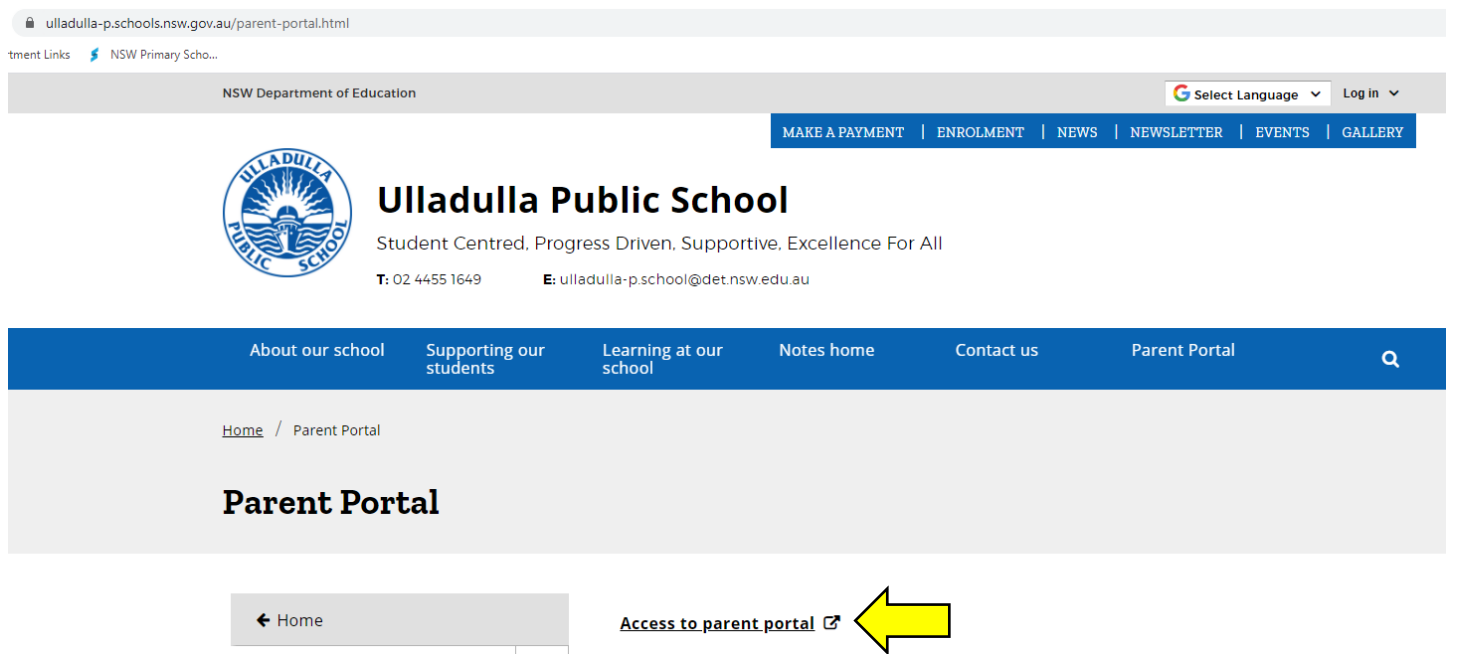 ulladulla-p.schools.nsw.gov.au/parent-portal.html
tment Links NSW Primary Scho...
NSW Department of Education Select Language Log in
MAKE A PAYMENT | ENROLMENT | NEWS | NEWSLETTER | EVENTS | GALLERY
ULLADULLA PUBLIC SCHOOL
Ulladulla Public School
Student Centred, Progress Driven, Supportive, Excellence For All
T: 02 4455 1649 E: ulladulla-p.school@det.nsw.edu.au
About our school Supporting our students Learning at our school Notes home Contact us Parent Portal
Home / Parent Portal
Parent Portal
Home
Access to parent portal